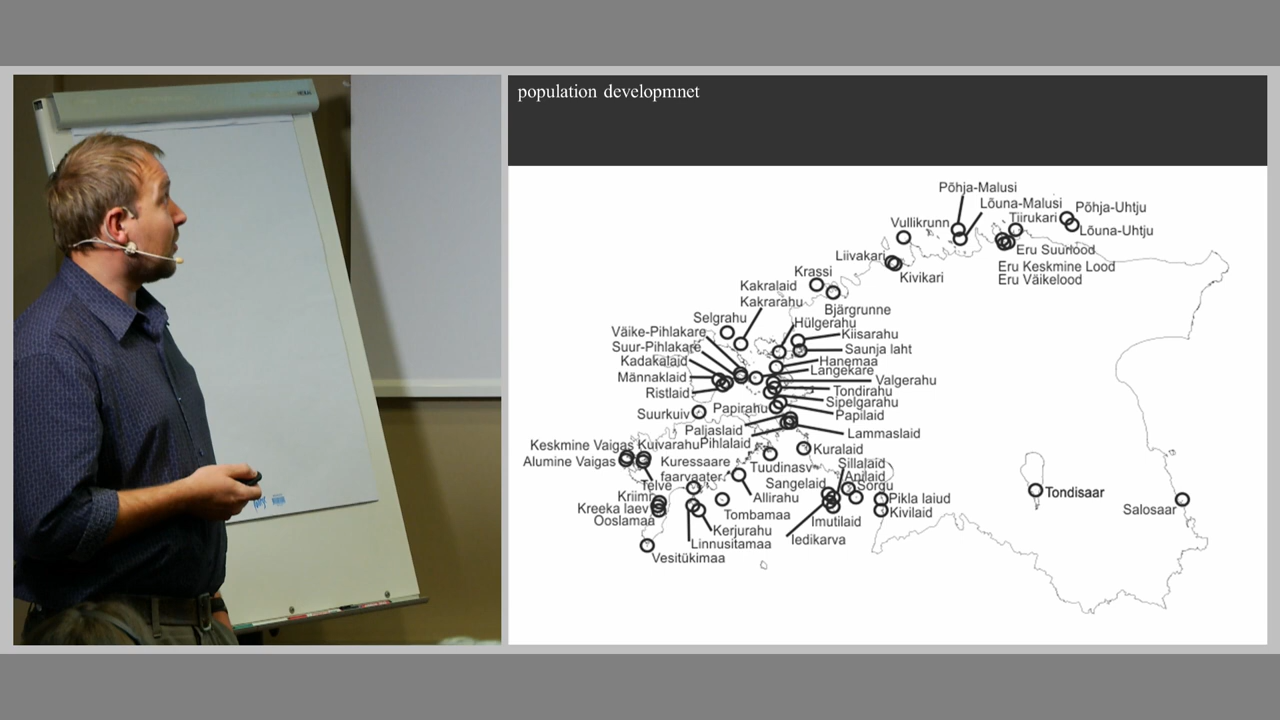 population developmnet
Põhja-Malusi
Lõuna-Malusi
Tiirukari
Põhja-Uhtju
Vullikrunn
Lõuna-Uhtju
Eru Suurlood
Liivakari
Eru Keskmine Lood
Krassi
Kivikari
Eru Väikelood
Kakralaid
Kakrarahu
Bjärgrunne
Selgrahu
Hülgerahu
Väike-Pihlakare
Kiisarahu
Suur-Pihlakare
Saunja laht
Kadakalaid
Hanemaa
Langekare
Männaklaid
Valgerahu
Ristlaid
Tondirahu
Sipelgarahu
Suurkuiv
Papirahu
Papilaid
Paljaslaid
Lammaslaid
Keskmine Vaigas
Kuivarahu
Pihlalaid
Kuralaid
Alumine Vaigas
Kuressaare
faarvaater
Tuudinasv
Sillalaid
Anilaid
Telve
Sangelaid
Sorgu
Kriimi
Allirahu
Pikla laiud
Tondisaar
Kreeka laev
Kivilaid
Salosaar
Ooslamaa
Tombamaa
Imutilaid
Kerjurahu
Iedikarva
Linnusitamaa
Vesitükimaa